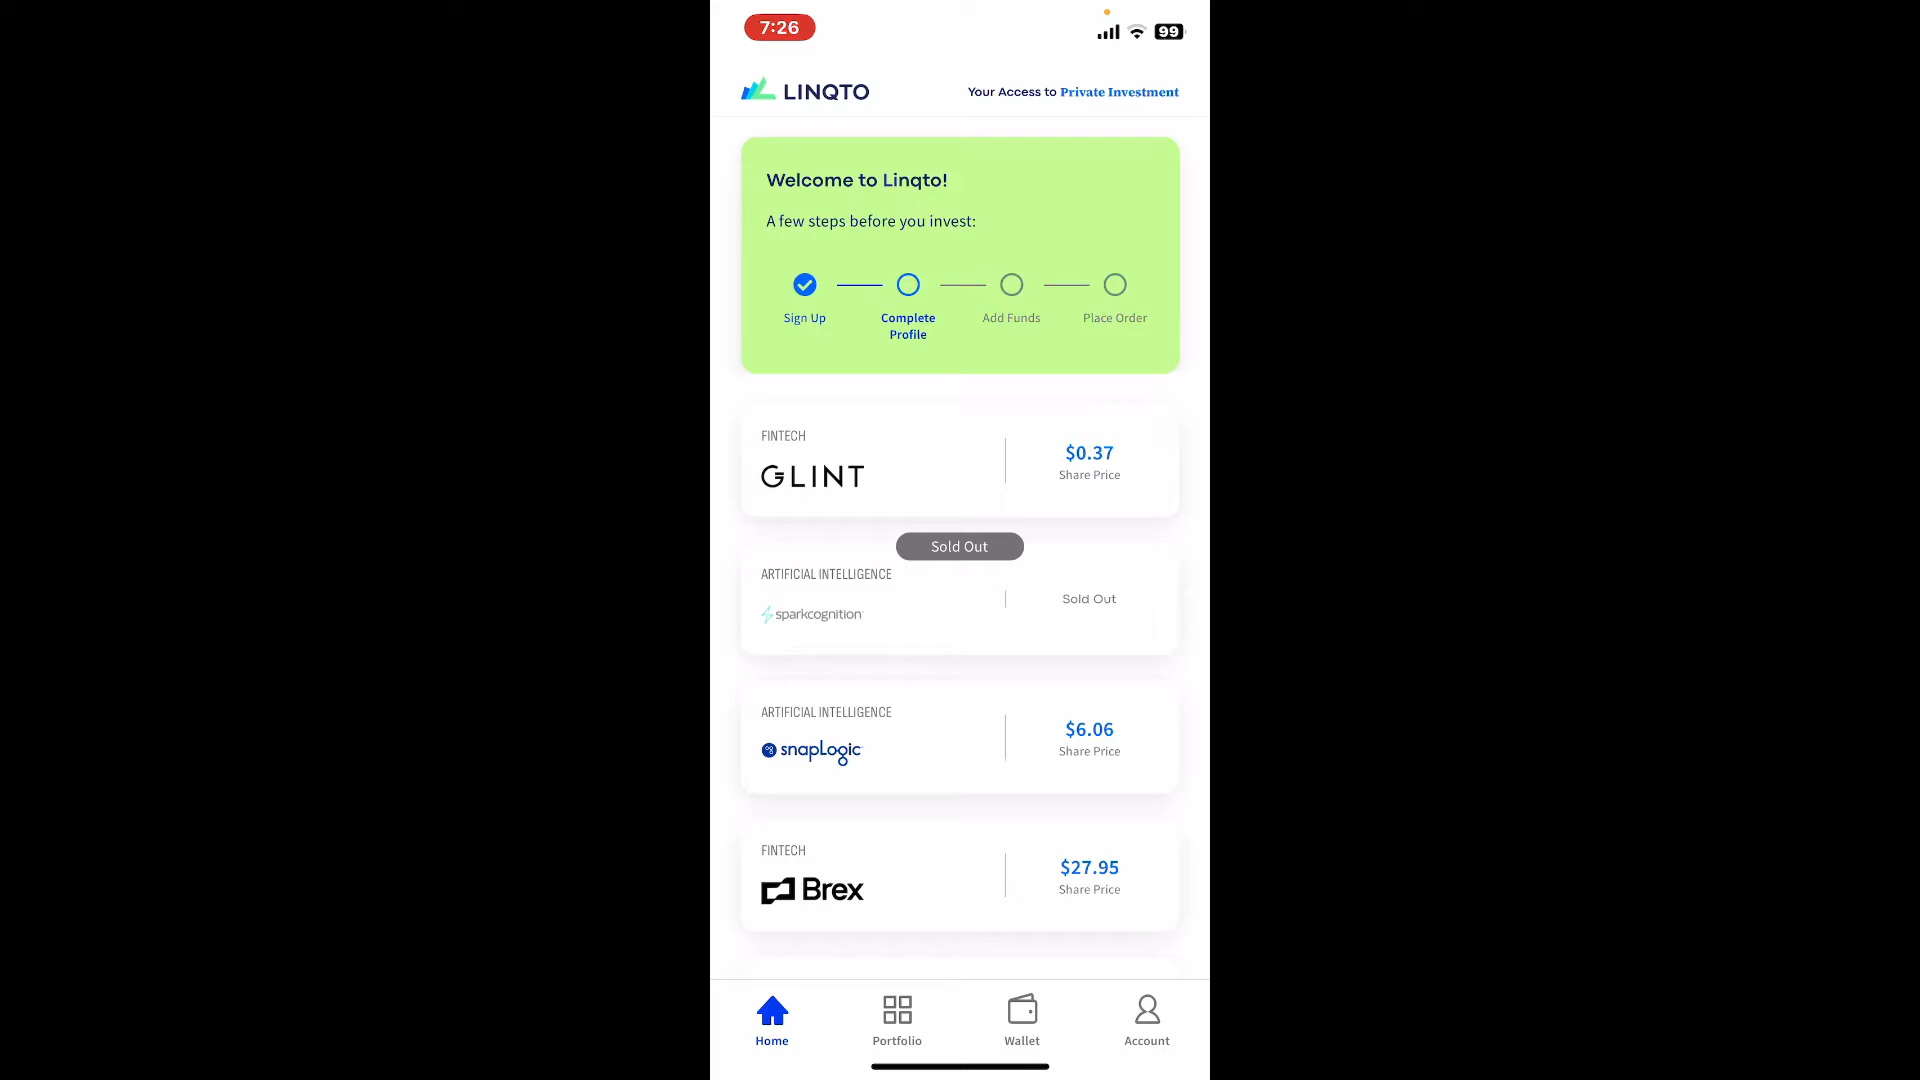 7:26
99
LINQTO
Your Access to Private Investment
Welcome to Linqto!
A few steps before you invest:
Sign Up
Complete
Profile
Add Funds
Place Order
FINTECH
GLINT
$0.37
Share Price
Sold Out
ARTIFICIAL INTELLIGENCE
sparkcognition
Sold Out
ARTIFICIAL INTELLIGENCE
snapLogic
$6.06
Share Price
FINTECH
Brex
$27.95
Share Price
Home
Portfolio
Wallet
Account